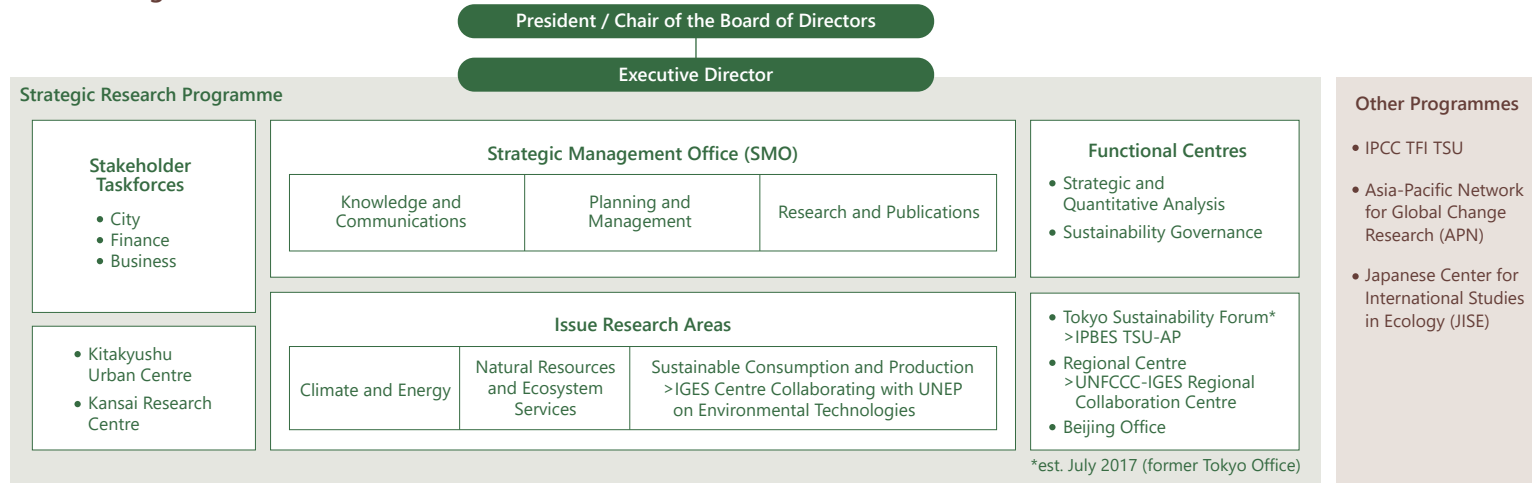 President / Chair of the Board of Directors
Executive Director
Strategic Research Programme
Stakeholder
Taskforces
• City
• Finance
• Business
• Kitakyushu
Urban Centre
• Kansai Research
Centre
Strategic Management Office (SMO)
Knowledge and
Communications
Planning and
Management
Research and Publications
Issue Research Areas
Climate and Energy
Natural Resources
and Ecosystem
Services
Sustainable Consumption and Production
>IGES Centre Collaborating with UNEP
on Environmental Technologies
Functional Centres
• Strategic and
Quantitative Analysis
• Sustainability Governance
• Tokyo Sustainability Forum*
>IPBES TSU-AP
• Regional Centre
>UNFCCC-IGES Regional
Collaboration Centre
• Beijing Office
*est. July 2017 (former Tokyo Office)
Other Programmes
• IPCC TFI TSU
• Asia-Pacific Network
for Global Change
Research (APN)
• Japanese Center for
International Studies
in Ecology (JISE)